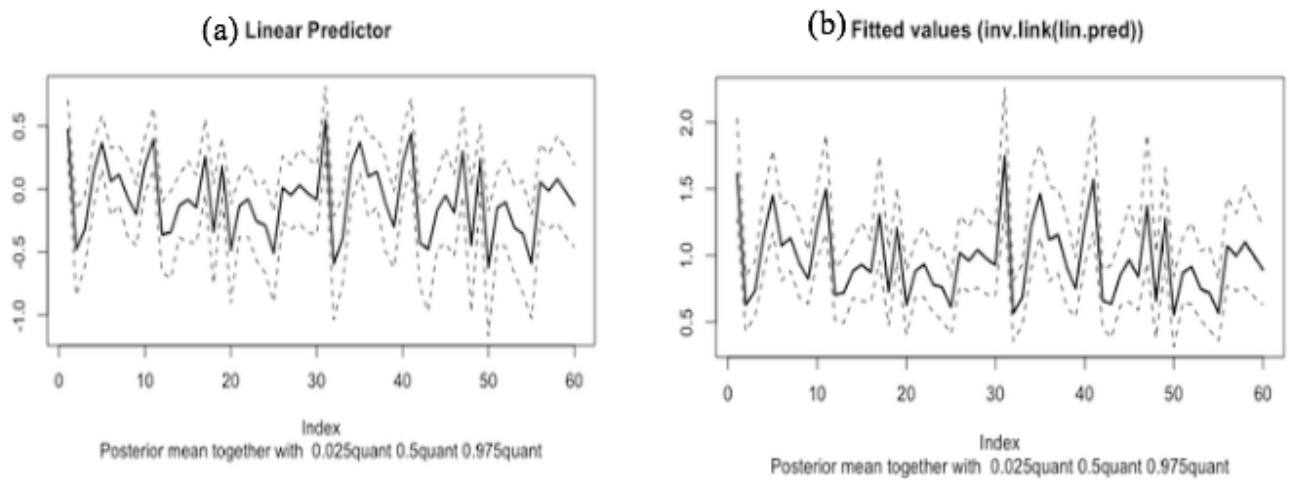 (a) Linear Predictor
0.5
0.0
-0.5
-1.0
0 10 20 30 40 50 60
Index
Posterior mean together with 0.025quant 0.5quant 0.975quant
(b) Fitted values (inv.link(lin.pred))
2.0
1.5
1.0
0.5
0 10 20 30 40 50 60
Index
Posterior mean together with 0.025quant 0.5quant 0.975quant